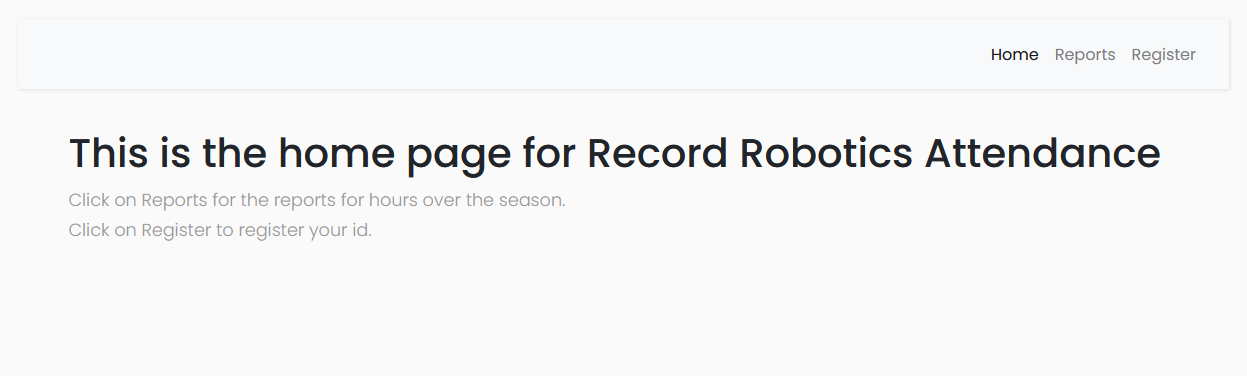 Home Reports Register
This is the home page for Record Robotics Attendance
Click on Reports for the reports for hours over the season.
Click on Register to register your id.